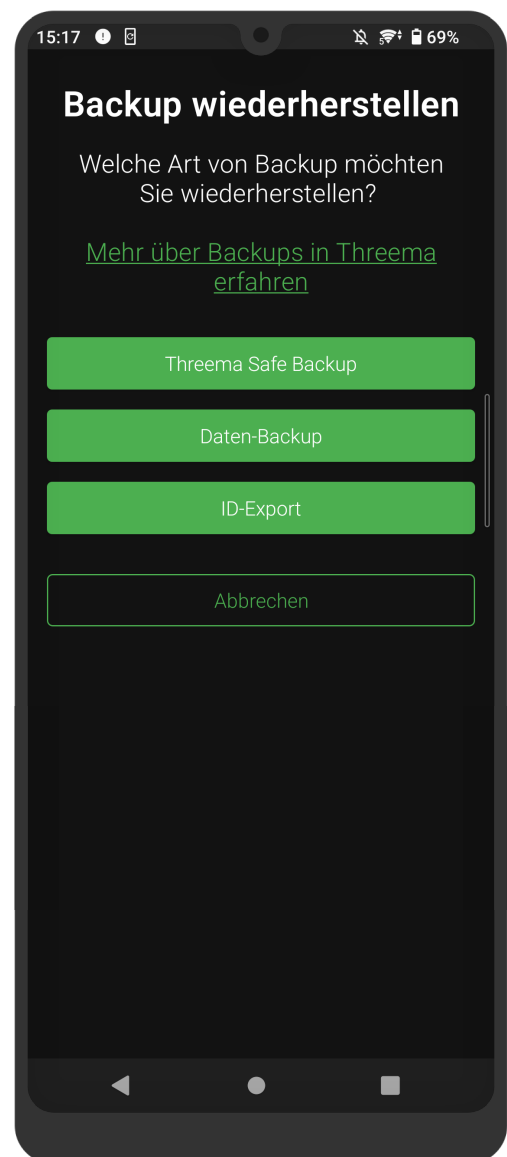 15:17 69%
Backup wiederherstellen
Welche Art von Backup möchten
Sie wiederherstellen?
Mehr über Backups in Threema
erfahren
Threema Safe Backup
Daten-Backup
ID-Export
Abbrechen